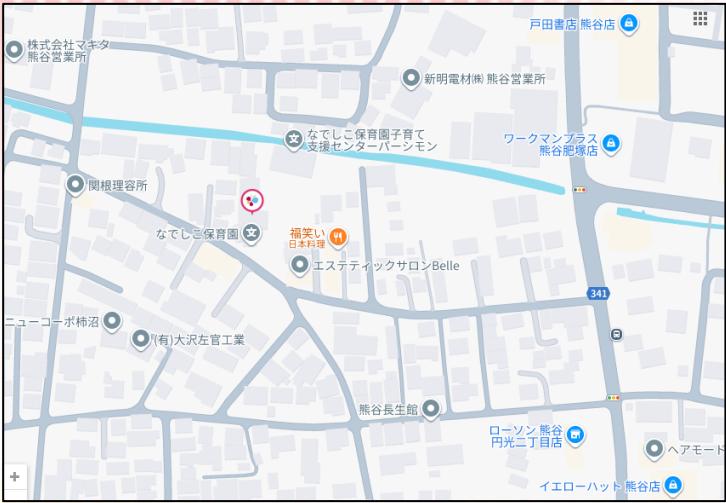 戸田書店 熊谷店
株式会社マキタ
熊谷営業所
新明電材㈱ 熊谷営業所
なでしこ保育園子育て
支援センターパーシモン
ワークマンプラス
熊谷肥塚店
関根理容所
なでしこ保育園
文
文
福笑い
日本料理
エステティックサロンBelle
341
ニューコーポ柿沼
(有)大沢左官工業
熊谷長生館
ローソン 熊谷
円光二丁目店
ヘアモード
イエローハット 熊谷店
+